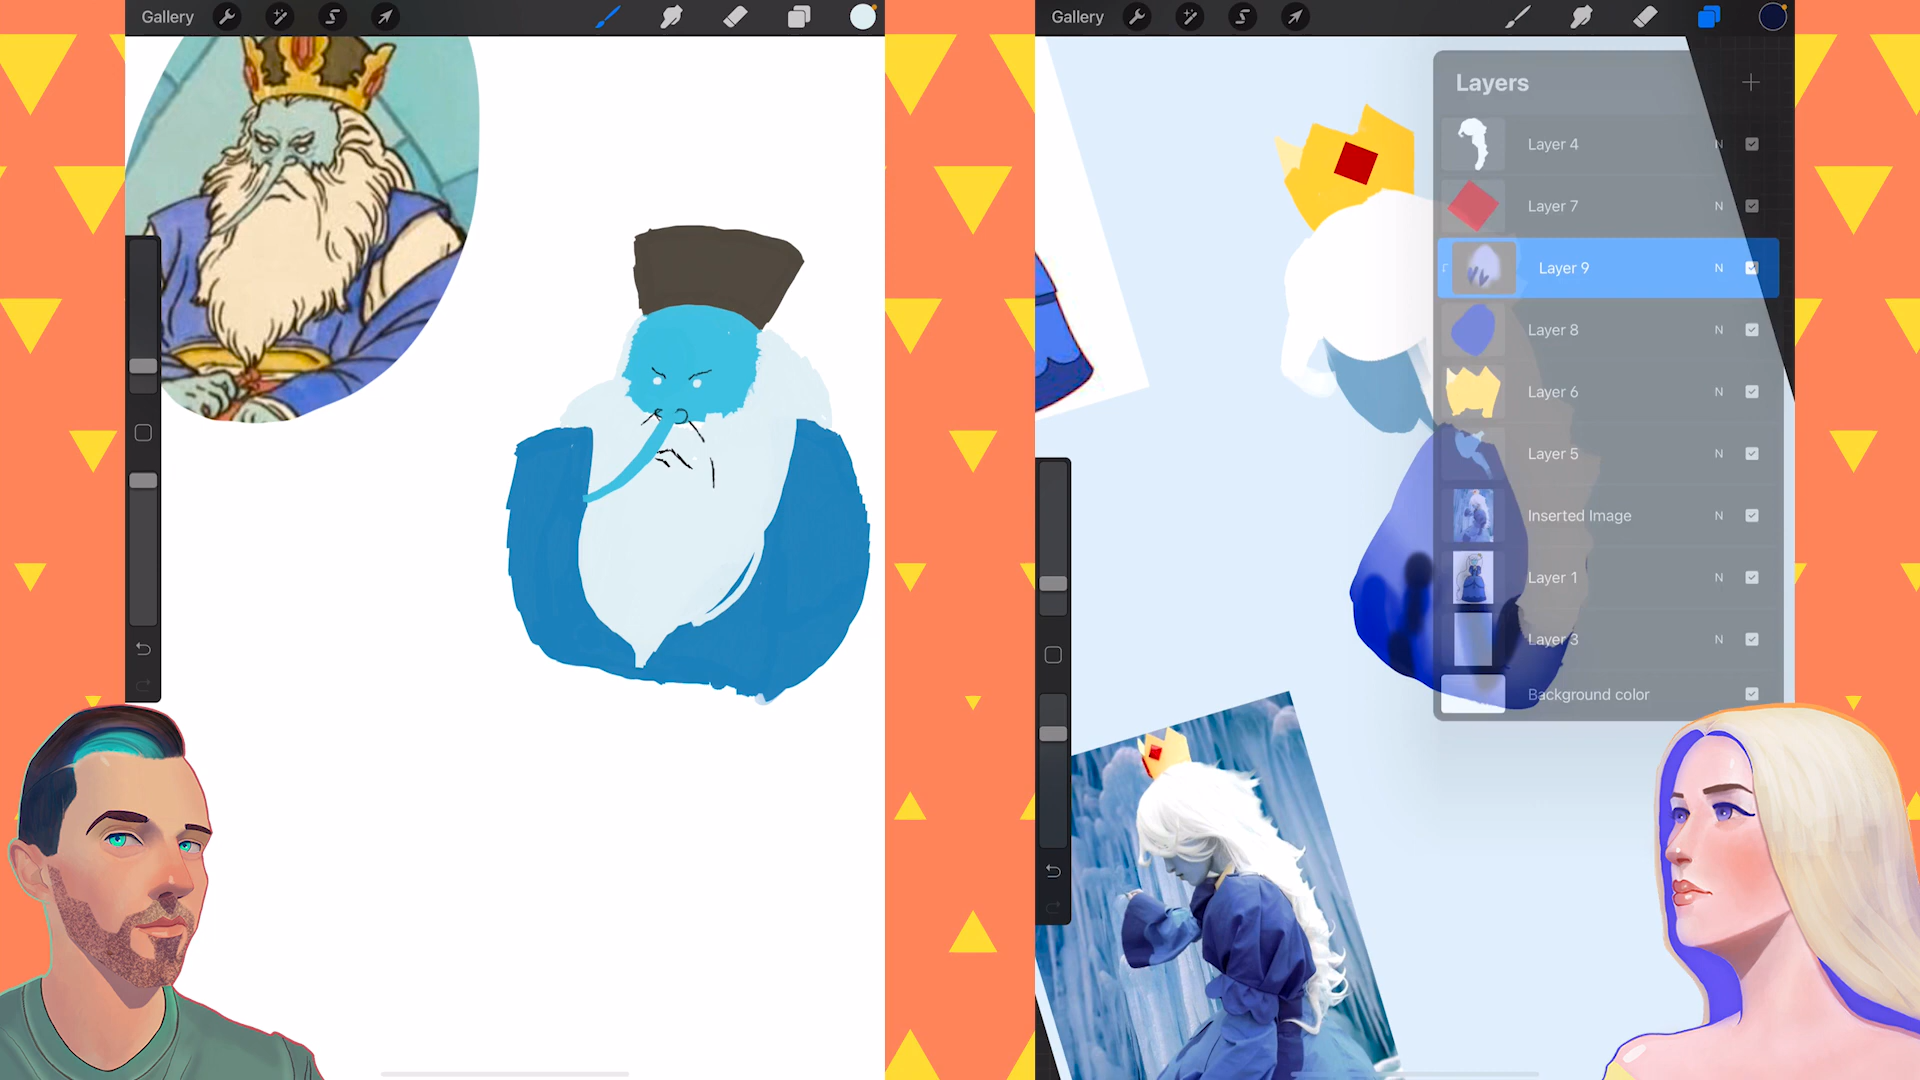 Gallery
Gallery
Layers
Layer 4 N
Layer 7 N
Layer 9 N
Layer 8 N
Layer 6 N
Layer 5 N
Inserted Image N
Layer 1 N
Layer 3 N
Background color